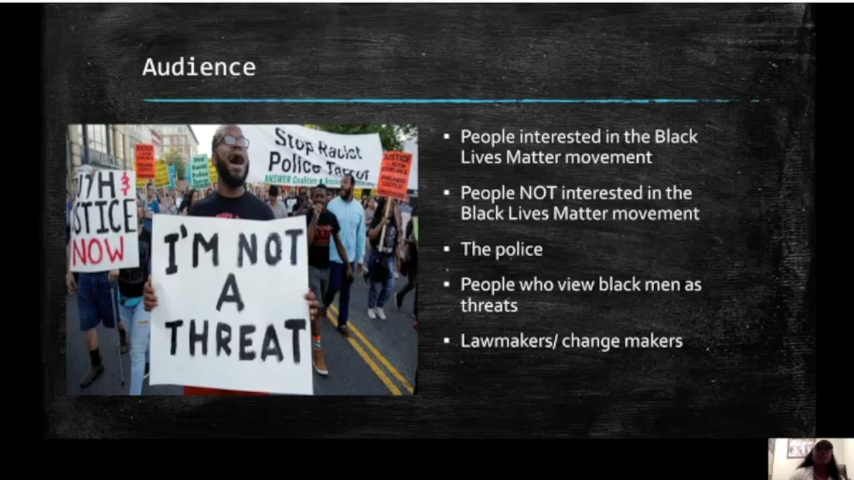 Audience
Stop Racist
Police Terror
ANSWER Coalition
JUSTICE
STICE
NOW
I'M NOT
A
THREAT
▪ People interested in the Black
Lives Matter movement
▪ People NOT interested in the
Black Lives Matter movement
▪ The police
▪ People who view black men as
threats
▪ Lawmakers/ change makers